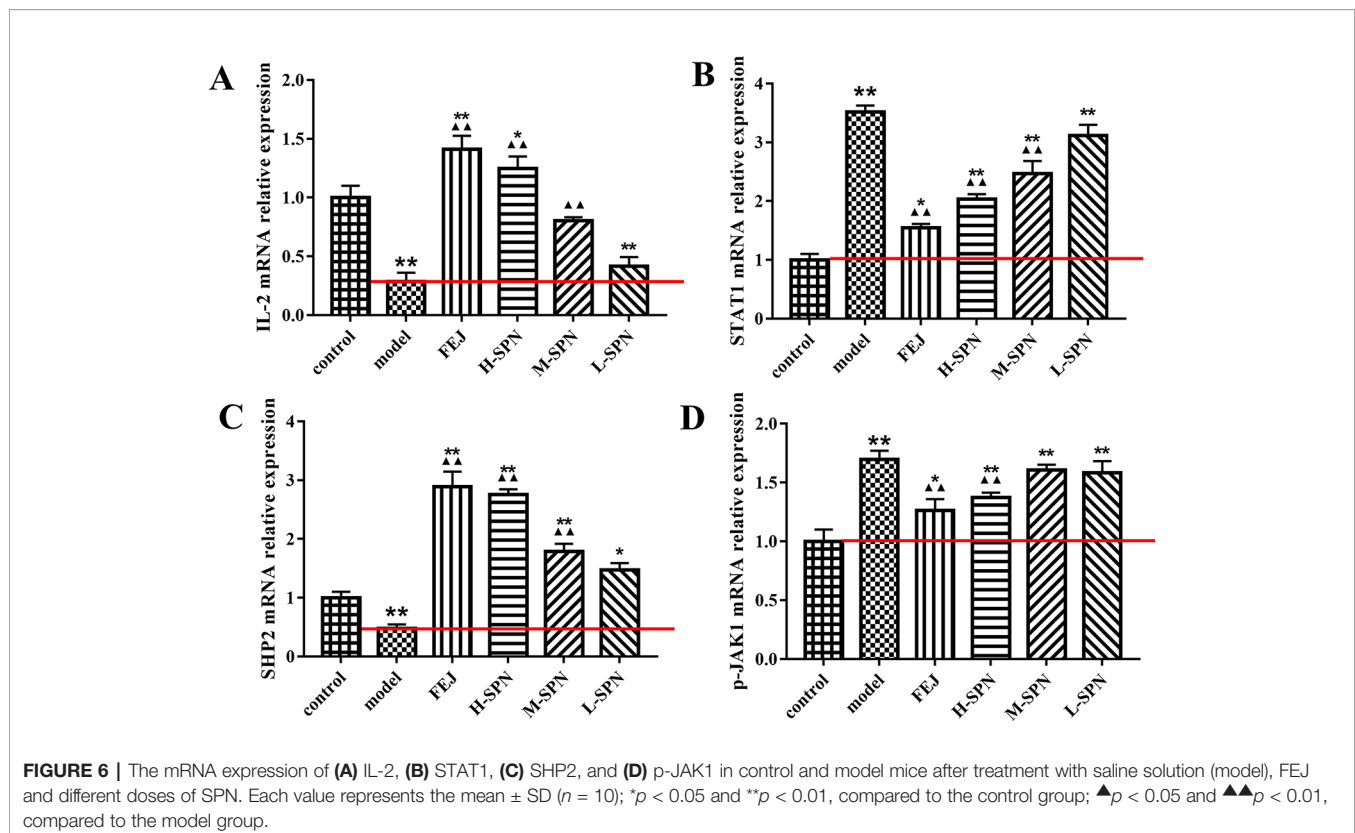 A
IL-2 mRNA relative expression
2.0
1.5
1.0
0.5
0.0
**
▲▲
*
▲▲
▲▲
**
**
control
model
FEJ
H-SPN
M-SPN
L-SPN
B
STAT1 mRNA relative expression
4
3
2
1
0
**
*
▲▲
**
▲▲
**
▲▲
**
control
model
FEJ
H-SPN
M-SPN
L-SPN
C
SHP2 mRNA relative expression
4
3
2
1
0
**
**
▲▲
**
▲▲
**
▲▲
*
control
model
FEJ
H-SPN
M-SPN
L-SPN
D
p-JAK1 mRNA relative expression
2.0
1.5
1.0
0.5
0.0
**
*
▲▲
**
▲▲
**
**
control
model
FEJ
H-SPN
M-SPN
L-SPN
FIGURE 6 | The mRNA expression of (A) IL-2, (B) STAT1, (C) SHP2, and (D) p-JAK1 in control and model mice after treatment with saline solution (model), FEJ
and different doses of SPN. Each value represents the mean ± SD (n = 10); *p < 0.05 and **p < 0.01, compared to the control group; ▲p < 0.05 and ▲▲p < 0.01,
compared to the model group.